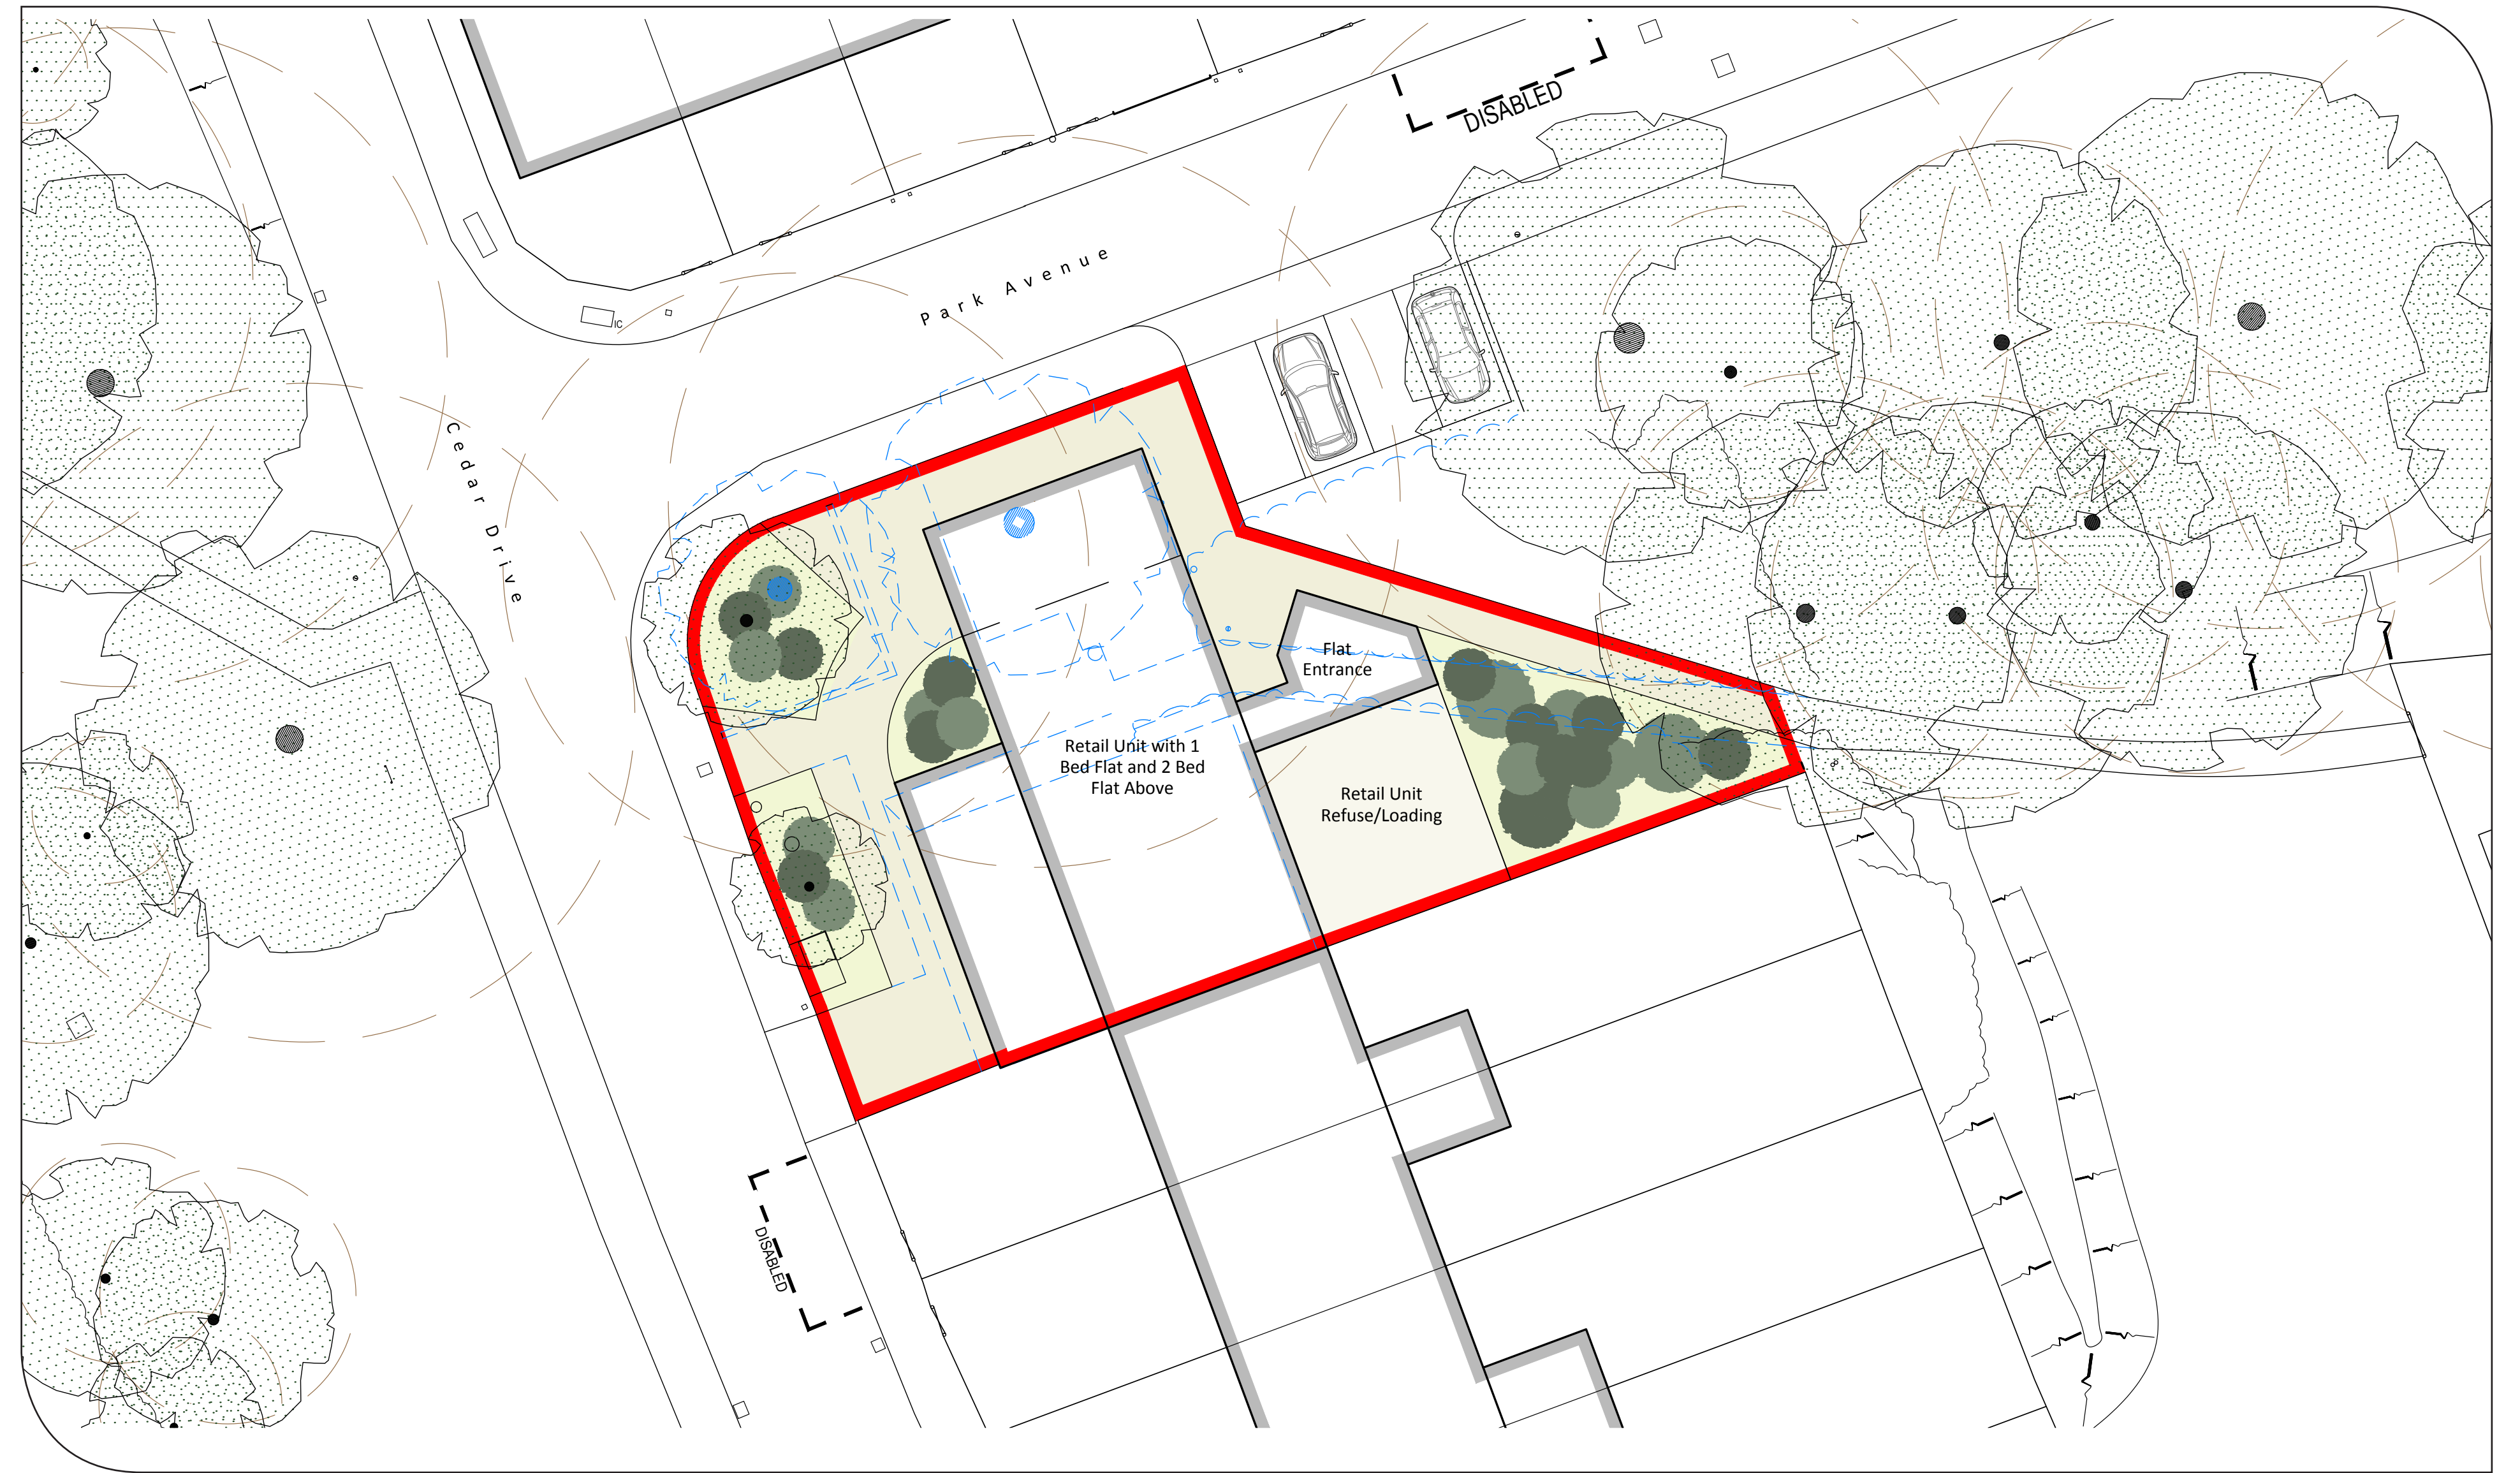 DISABLED
Park Avenue
IC
Cedar Drive
Flat
Entrance
Retail Unit with 1
Bed Flat and 2 Bed
Flat Above
Retail Unit
Refuse/Loading
DISABLED